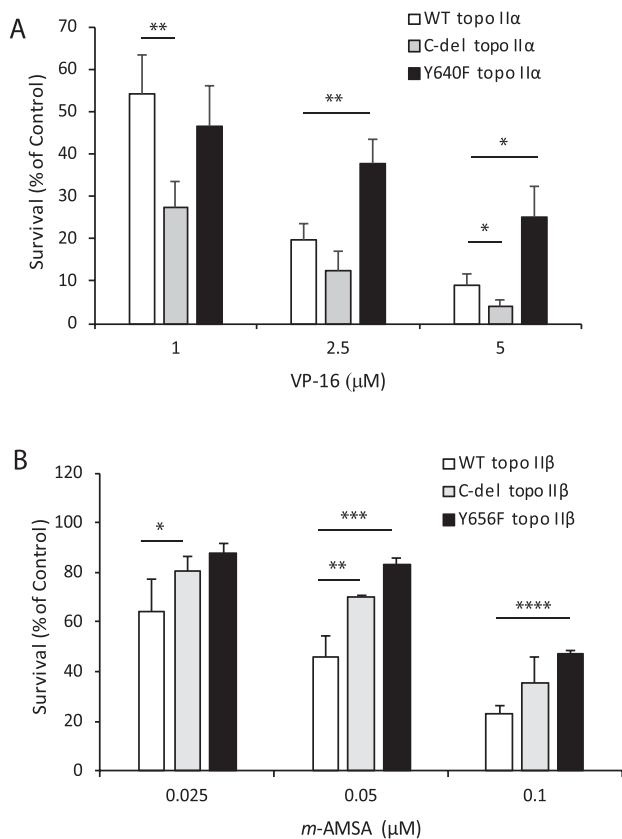 A
WT topo IIα
C-del topo IIα
Y640F topo IIα
Survival (% of Control)
70
60
50
40
30
20
10
0
**
**
*
*
1
2.5
5
VP-16 (μM)
B
WT topo IIβ
C-del topo IIβ
Y656F topo IIβ
Survival (% of Control)
120
100
80
60
40
20
0
*
***
**
****
0.025
0.05
0.1
m-AMSA (μM)